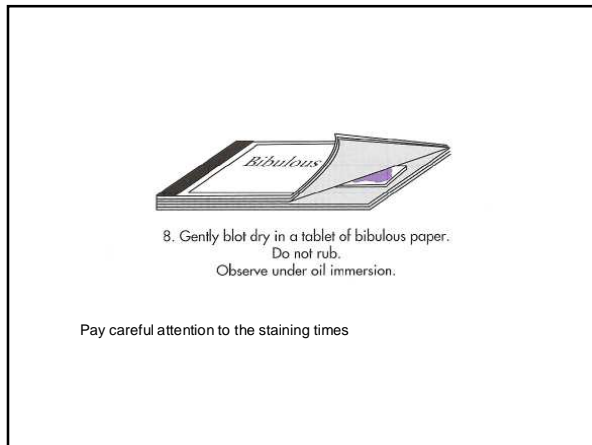 Bibulous
8. Gently blot dry in a tablet of bibulous paper.
Do not rub.
Observe under oil immersion.
Pay careful attention to the staining times